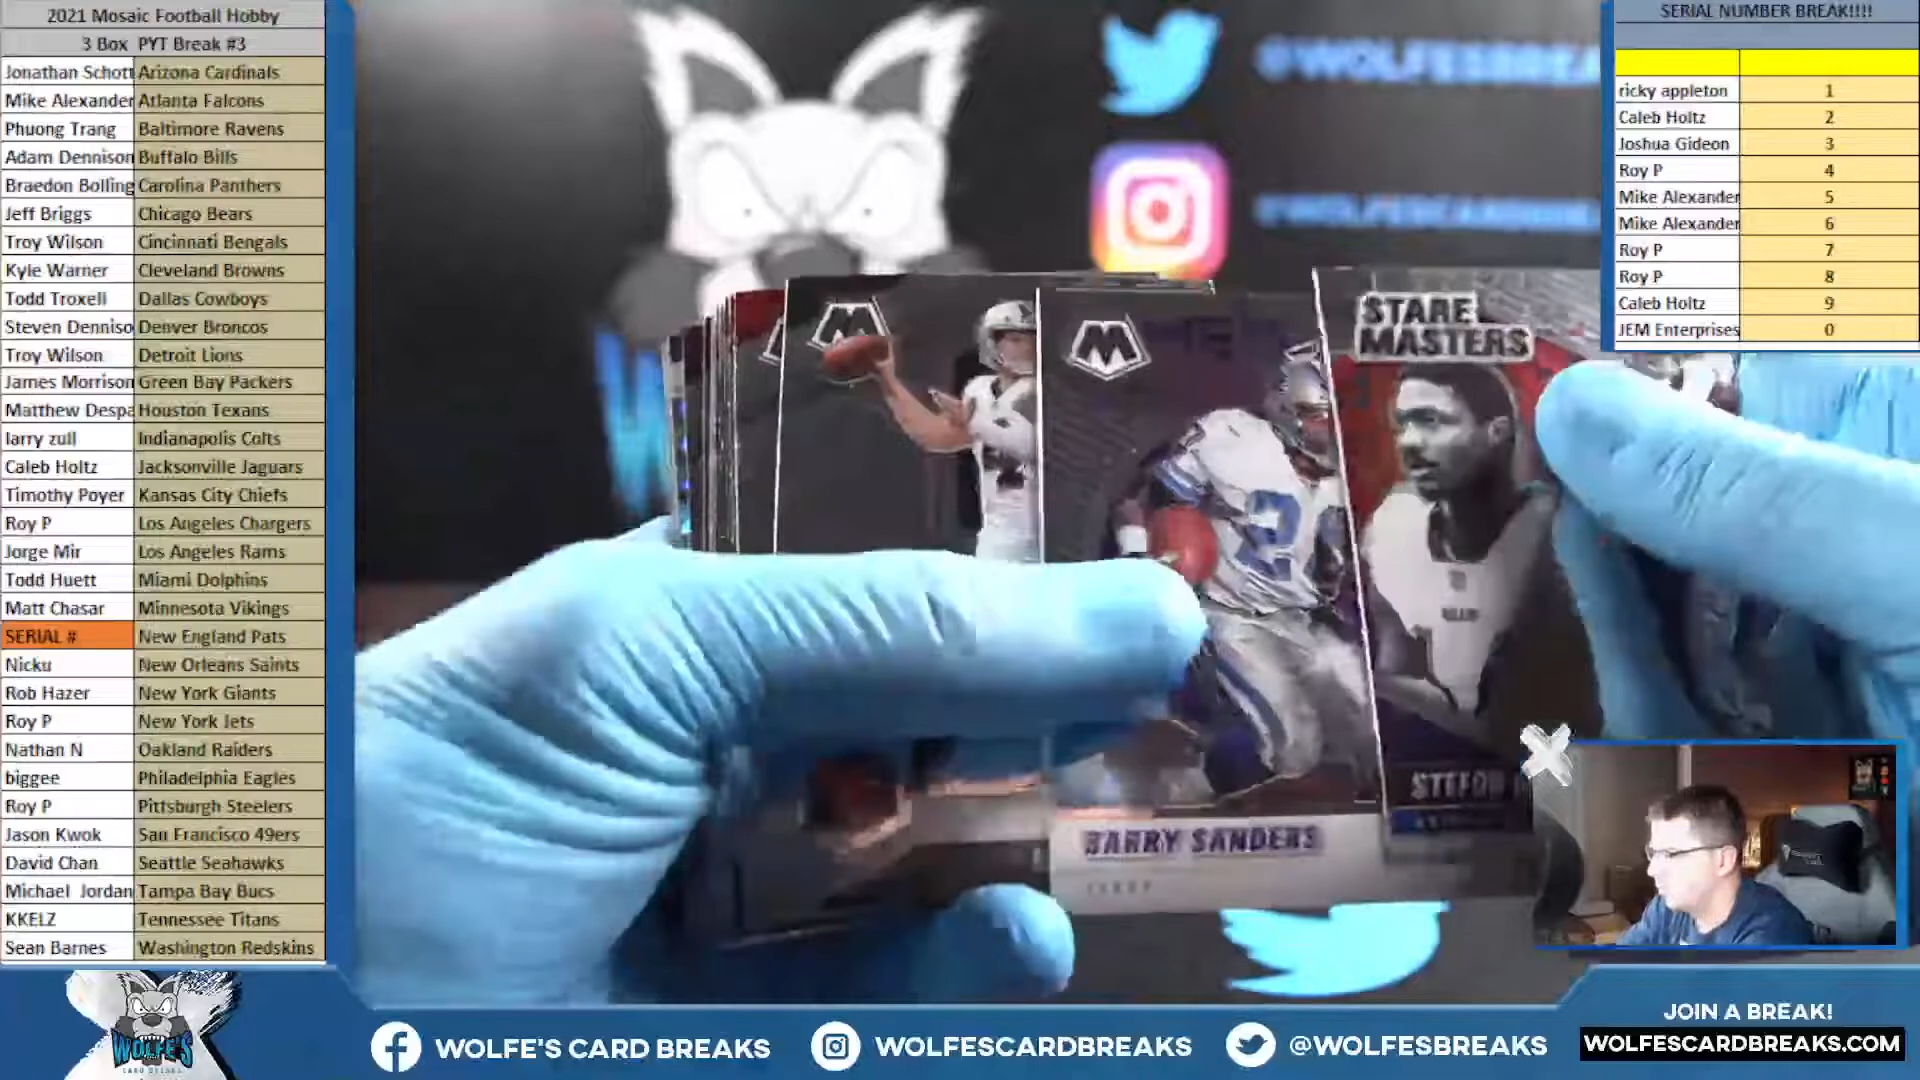 2021 Mosaic Football Hobby
3 Box PYT Break #3
Jonathan Schott Arizona Cardinals
Mike Alexander Atlanta Falcons
Phuong Trang Baltimore Ravens
Adam Dennison Buffalo Bills
Braedon Bolling Carolina Panthers
Jeff Briggs Chicago Bears
Troy Wilson Cincinnati Bengals
Kyle Warner Cleveland Browns
Todd Troxell Dallas Cowboys
Steven Denniso Denver Broncos
Troy Wilson Detroit Lions
James Morrison Green Bay Packers
Matthew Despa Houston Texans
larry zull Indianapolis Colts
Caleb Holtz Jacksonville Jaguars
Timothy Poyer Kansas City Chiefs
Roy P Los Angeles Chargers
Jorge Mir Los Angeles Rams
Todd Huett Miami Dolphins
Matt Chasar Minnesota Vikings
SERIAL # New England Pats
Nicku New Orleans Saints
Rob Hazer New York Giants
Roy P New York Jets
Nathan N Oakland Raiders
biggee Philadelphia Eagles
Roy P Pittsburgh Steelers
Jason Kwok San Francisco 49ers
David Chan Seattle Seahawks
Michael Jordan Tampa Bay Bucs
KKELZ Tennessee Titans
Sean Barnes Washington Redskins
SERIAL NUMBER BREAK!!!!
ricky appleton 1
Caleb Holtz 2
Joshua Gideon 3
Roy P 4
Mike Alexander 5
Mike Alexander 6
Roy P 7
Roy P 8
Caleb Holtz 9
JEM Enterprises 0
@WOLFESBREA
STARE
MASTERS
STEFON
BARRY SANDERS
WOLFE'S
CARD BREAKS
WOLFE'S CARD BREAKS
WOLFESCARDBREAKS
@WOLFESBREAKS
JOIN A BREAK!
WOLFESCARDBREAKS.COM